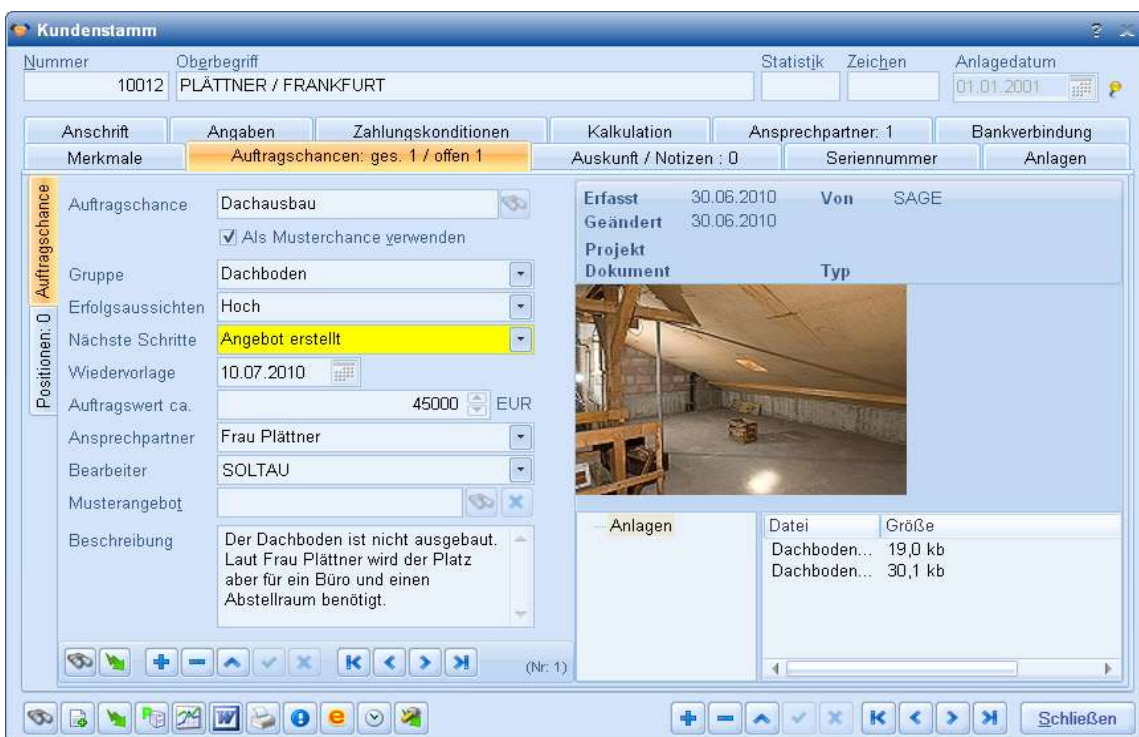 Kundenstamm
Nummer Oberbegriff Statistik Zeichen Anlagedatum
10012 PLÄTTNER / FRANKFURT 01.01.2001
Anschrift Angaben Zahlungskonditionen Kalkulation Ansprechpartner: 1 Bankverbindung
Merkmale Auftragschancen: ges. 1 / offen 1 Auskunft / Notizen : 0 Seriennummer Anlagen
Auftragschance
Positionen: 0
Auftragschance Dachausbau
Als Musterchance verwenden
Gruppe Dachboden
Erfolgsaussichten Hoch
Nächste Schritte Angebot erstellt
Wiedervorlage 10.07.2010
Auftragswert ca. 45000 EUR
Ansprechpartner Frau Plättner
Bearbeiter SOLTAU
Musterangebot
Beschreibung Der Dachboden ist nicht ausgebaut.
Laut Frau Plättner wird der Platz
aber für ein Büro und einen
Abstellraum benötigt.
(Nr: 1)
Erfasst 30.06.2010 Von SAGE
Geändert 30.06.2010
Projekt
Dokument Typ
Anlagen
Datei Größe
Dachboden... 19,0 kb
Dachboden... 30,1 kb
Schließen